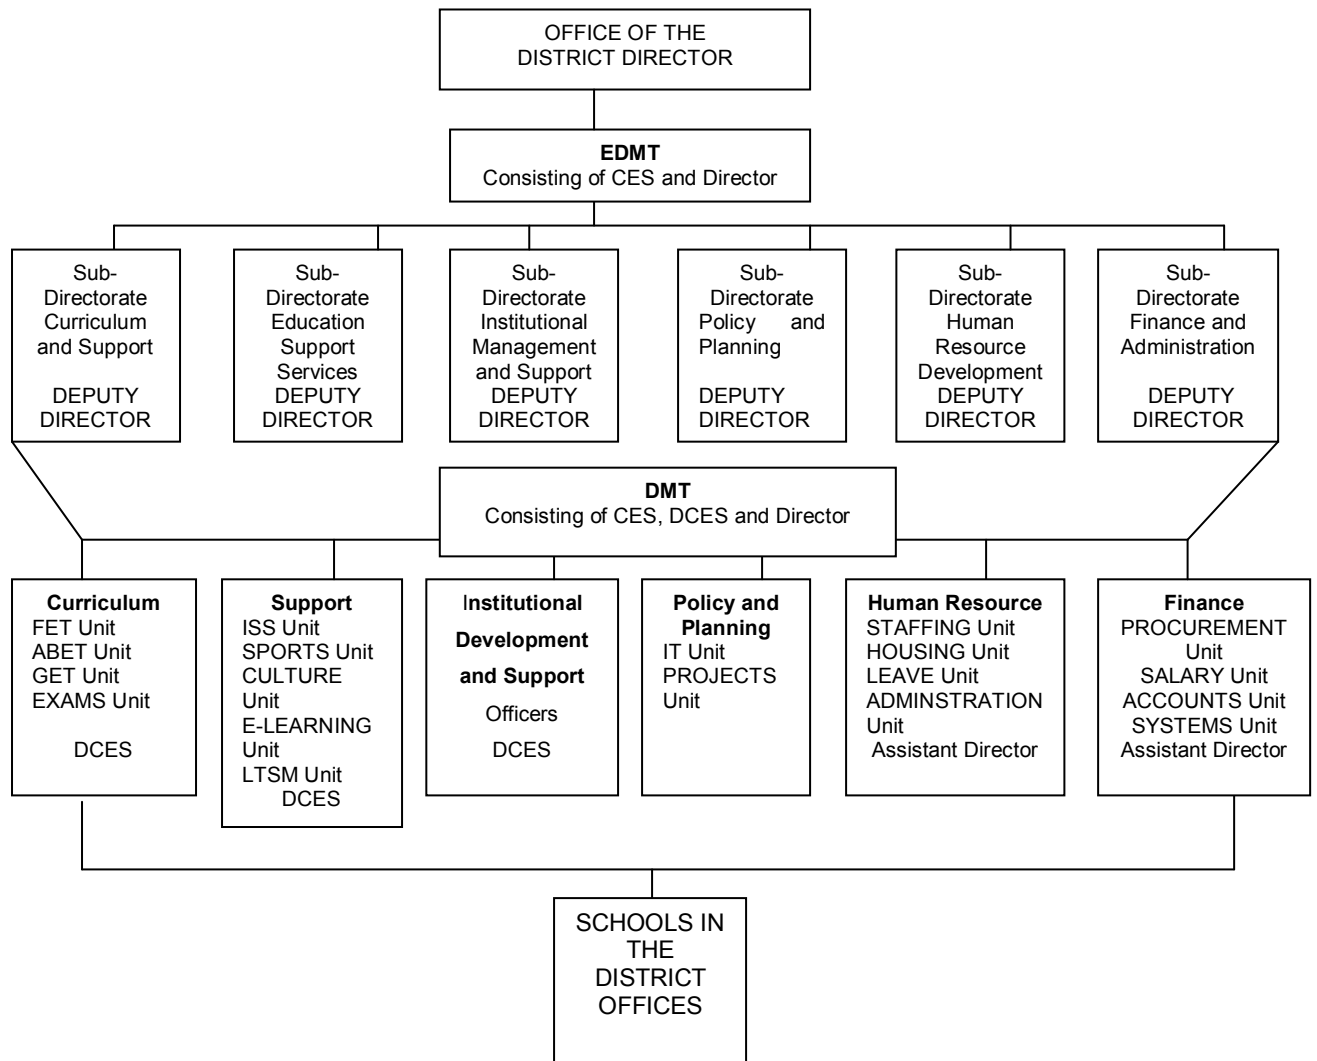 OFFICE OF THE
DISTRICT DIRECTOR
EDMT
Consisting of CES and Director
Sub-
Directorate
Curriculum
and Support
DEPUTY
DIRECTOR
Sub-
Directorate
Education
Support
Services
DEPUTY
DIRECTOR
Sub-
Directorate
Institutional
Management
and Support
DEPUTY
DIRECTOR
Sub-
Directorate
Policy and
Planning
DEPUTY
DIRECTOR
Sub-
Directorate
Human
Resource
Development
DEPUTY
DIRECTOR
Sub-
Directorate
Finance and
Administration
DEPUTY
DIRECTOR
DMT
Consisting of CES, DCES and Director
Curriculum
FET Unit
ABET Unit
GET Unit
EXAMS Unit
DCES
Support
ISS Unit
SPORTS Unit
CULTURE
Unit
E-LEARNING
Unit
LTSM Unit
DCES
Institutional
Development
and Support
Officers
DCES
Policy and
Planning
IT Unit
PROJECTS
Unit
Human Resource
STAFFING Unit
HOUSING Unit
LEAVE Unit
ADMINSTRATION
Unit
Assistant Director
Finance
PROCUREMENT
Unit
SALARY Unit
ACCOUNTS Unit
SYSTEMS Unit
Assistant Director
SCHOOLS IN
THE
DISTRICT
OFFICES